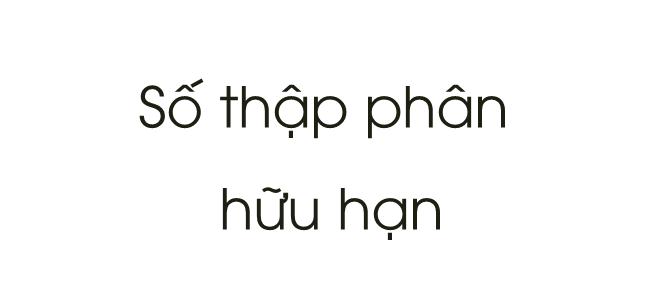 Số thập phân
hữu hạn